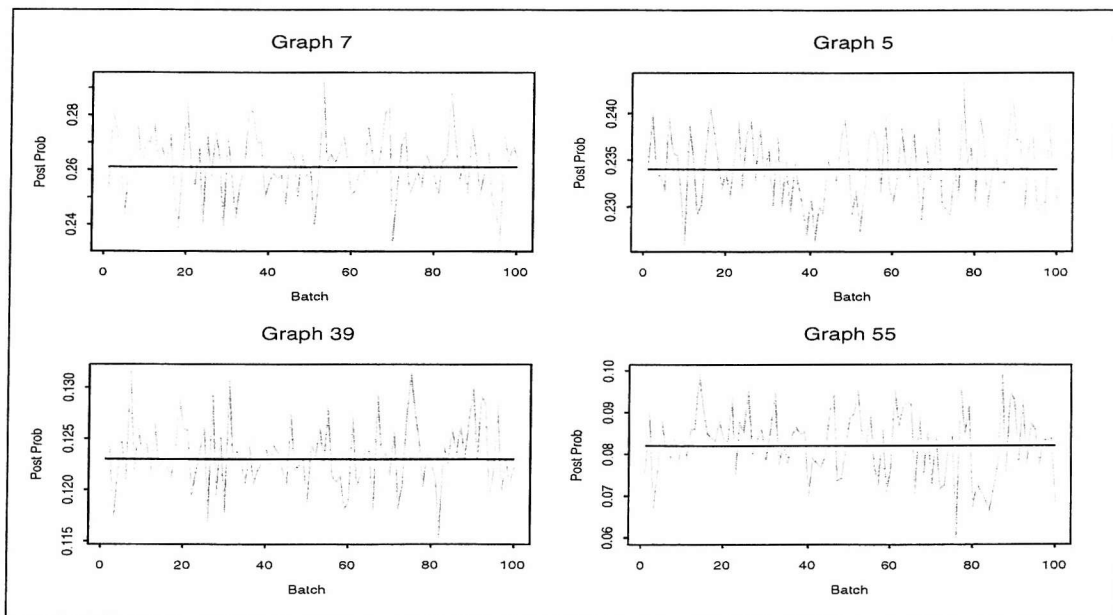 Graph 7
Post Prob
0.28
0.26
0.24
0 20 40 60 80 100
Batch
Graph 5
Post Prob
0.240
0.235
0.230
0 20 40 60 80 100
Batch
Graph 39
Post Prob
0.130
0.125
0.120
0.115
0 20 40 60 80 100
Batch
Graph 55
Post Prob
0.10
0.09
0.08
0.07
0.06
0 20 40 60 80 100
Batch